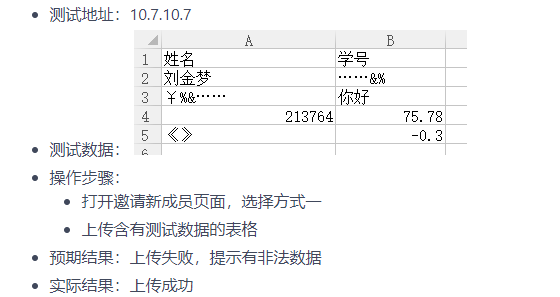 测试地址：10.7.10.7
A B
1 姓名 学号
2 刘金梦 ……&%
3 ￥%&…… 你好
4 213764 75.78
5 《》 -0.3
6
测试数据：
操作步骤：
打开邀请新成员页面，选择方式一
上传含有测试数据的表格
预期结果：上传失败，提示有非法数据
实际结果：上传成功